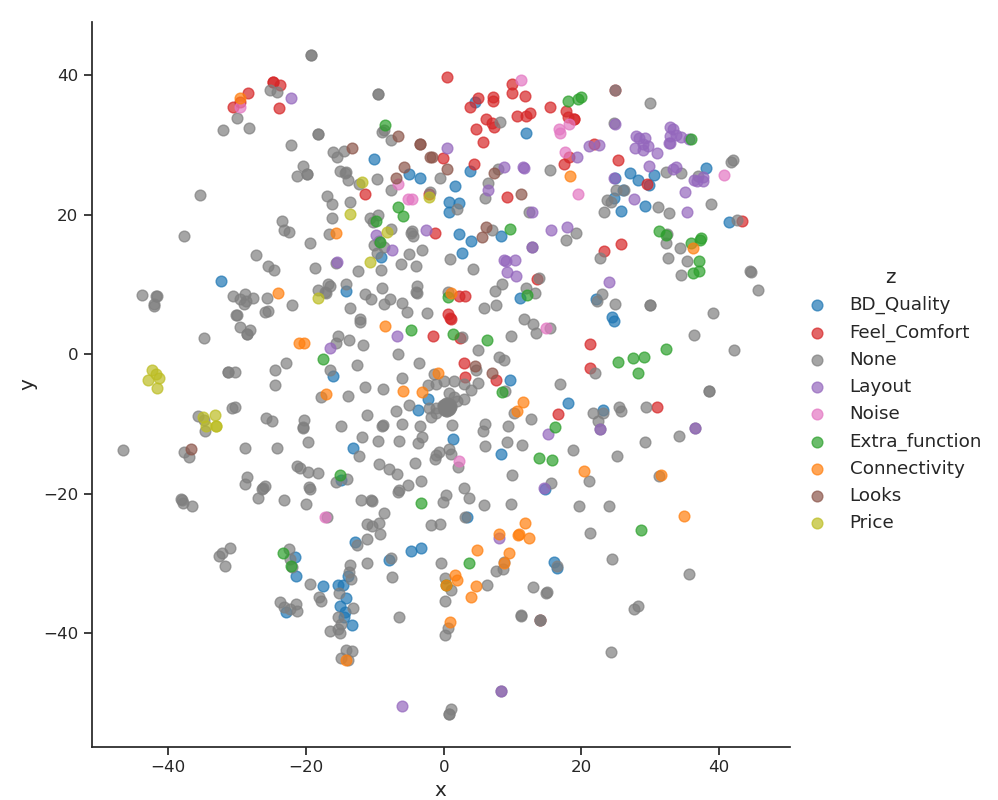 40
20
0
−20
−40
y
−40
−20
0
20
40
x
z
BD_Quality
Feel_Comfort
None
Layout
Noise
Extra_function
Connectivity
Looks
Price